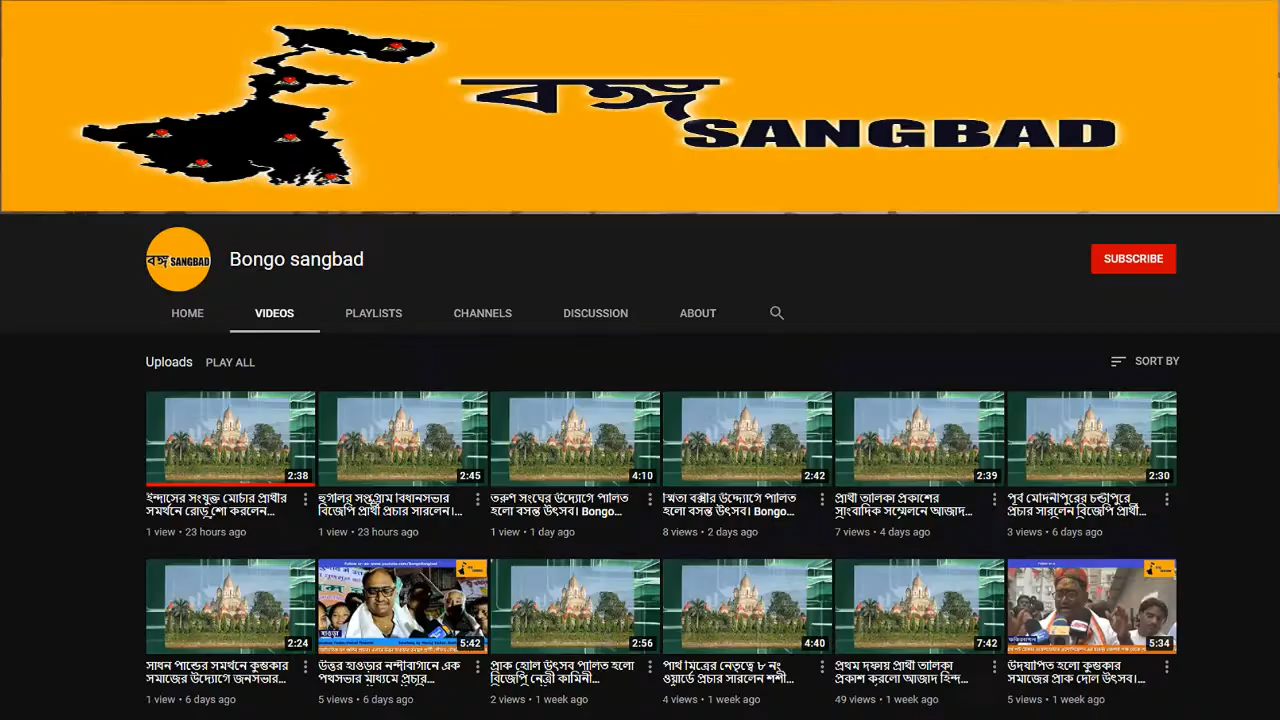 বঙ্গ
SANGBAD
বঙ্গ SANGBAD
Bongo sangbad
SUBSCRIBE
HOME VIDEOS PLAYLISTS CHANNELS DISCUSSION ABOUT
Uploads PLAY ALL
SORT BY
2:38 2:45 4:10 2:42 2:39 2:30
ইন্দাসের সংযুক্ত মোর্চার প্রার্থীর
সমর্থনে রোড শো করলেন...
1 view • 23 hours ago
হুগলির সপ্তগ্রাম বিধানসভার
বিজেপি প্রার্থী প্রচার সারলেন।...
1 view • 23 hours ago
তরুণ সংঘের উদ্যোগে পালিত
হলো বসন্ত উৎসব। Bongo...
1 view • 1 day ago
স্মিতা বক্সীর উদ্দ্যোগে পালিত
হলো বসন্ত উৎসব। Bongo...
8 views • 2 days ago
প্রার্থী তালিকা প্রকাশের
সাংবাদিক সম্মেলনে আজাদ...
7 views • 4 days ago
পূর্ব মেদিনীপুরের চন্ডীপুরে
প্রচার সারলেন বিজেপি প্রার্থী...
3 views • 6 days ago
2:24 5:42 2:56 4:40 7:42 5:34
সাধন পান্ডের সমর্থনে কুম্ভকার
সমাজের উদ্যোগে জনসভার...
1 view • 6 days ago
উত্তর হাওড়ার নন্দীবাগানে এক
পথসভার মাধ্যমে প্রচুর...
5 views • 6 days ago
প্রাক হোলি উৎসব পালিত হলো
বিজেপি নেত্রী কামিনী...
2 views • 1 week ago
পার্থ মিত্রের নেতৃত্বে ৮ নং
ওয়ার্ডে প্রচার সারলেন শশী...
4 views • 1 week ago
প্রথম দফায় প্রার্থী তালিকা
প্রকাশ করলো আজাদ হিন্দ...
49 views • 1 week ago
উদযাপিত হলো কুম্ভকার
সমাজের প্রাক দোল উৎসব।...
5 views • 1 week ago